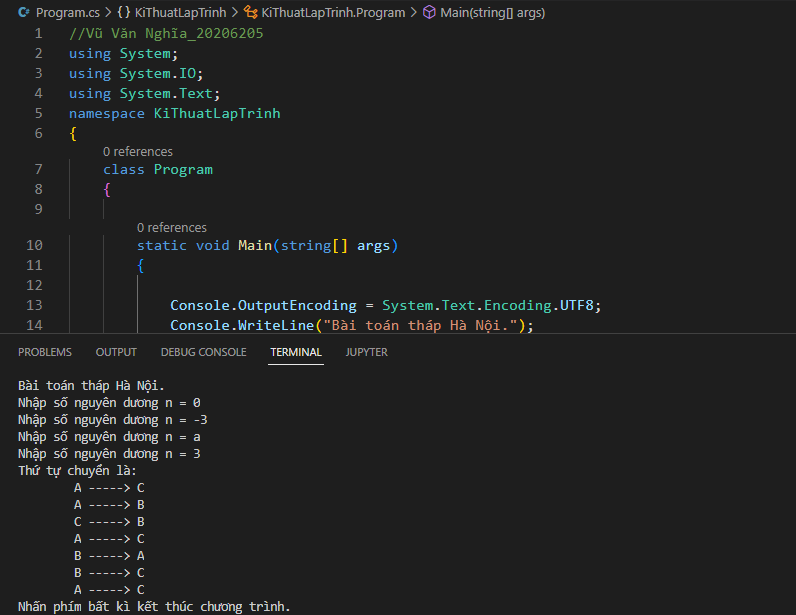 Program.cs > {} KiThuatLapTrinh > KiThuatLapTrinh.Program > Main(string[] args)
1 //Vũ Văn Nghĩa_20206205
2 using System;
3 using System.IO;
4 using System.Text;
5 namespace KiThuatLapTrinh
6 {
0 references
7 class Program
8 {
9
0 references
10 static void Main(string[] args)
11 {
12
13 Console.OutputEncoding = System.Text.Encoding.UTF8;
14 Console.WriteLine("Bài toán tháp Hà Nội.");
PROBLEMS OUTPUT DEBUG CONSOLE TERMINAL JUPYTER
Bài toán tháp Hà Nội.
Nhập số nguyên dương n = 0
Nhập số nguyên dương n = -3
Nhập số nguyên dương n = a
Nhập số nguyên dương n = 3
Thứ tự chuyển là:
A -----> C
A -----> B
C -----> B
A -----> C
B -----> A
B -----> C
A -----> C
Nhấn phím bất kì kết thúc chương trình.